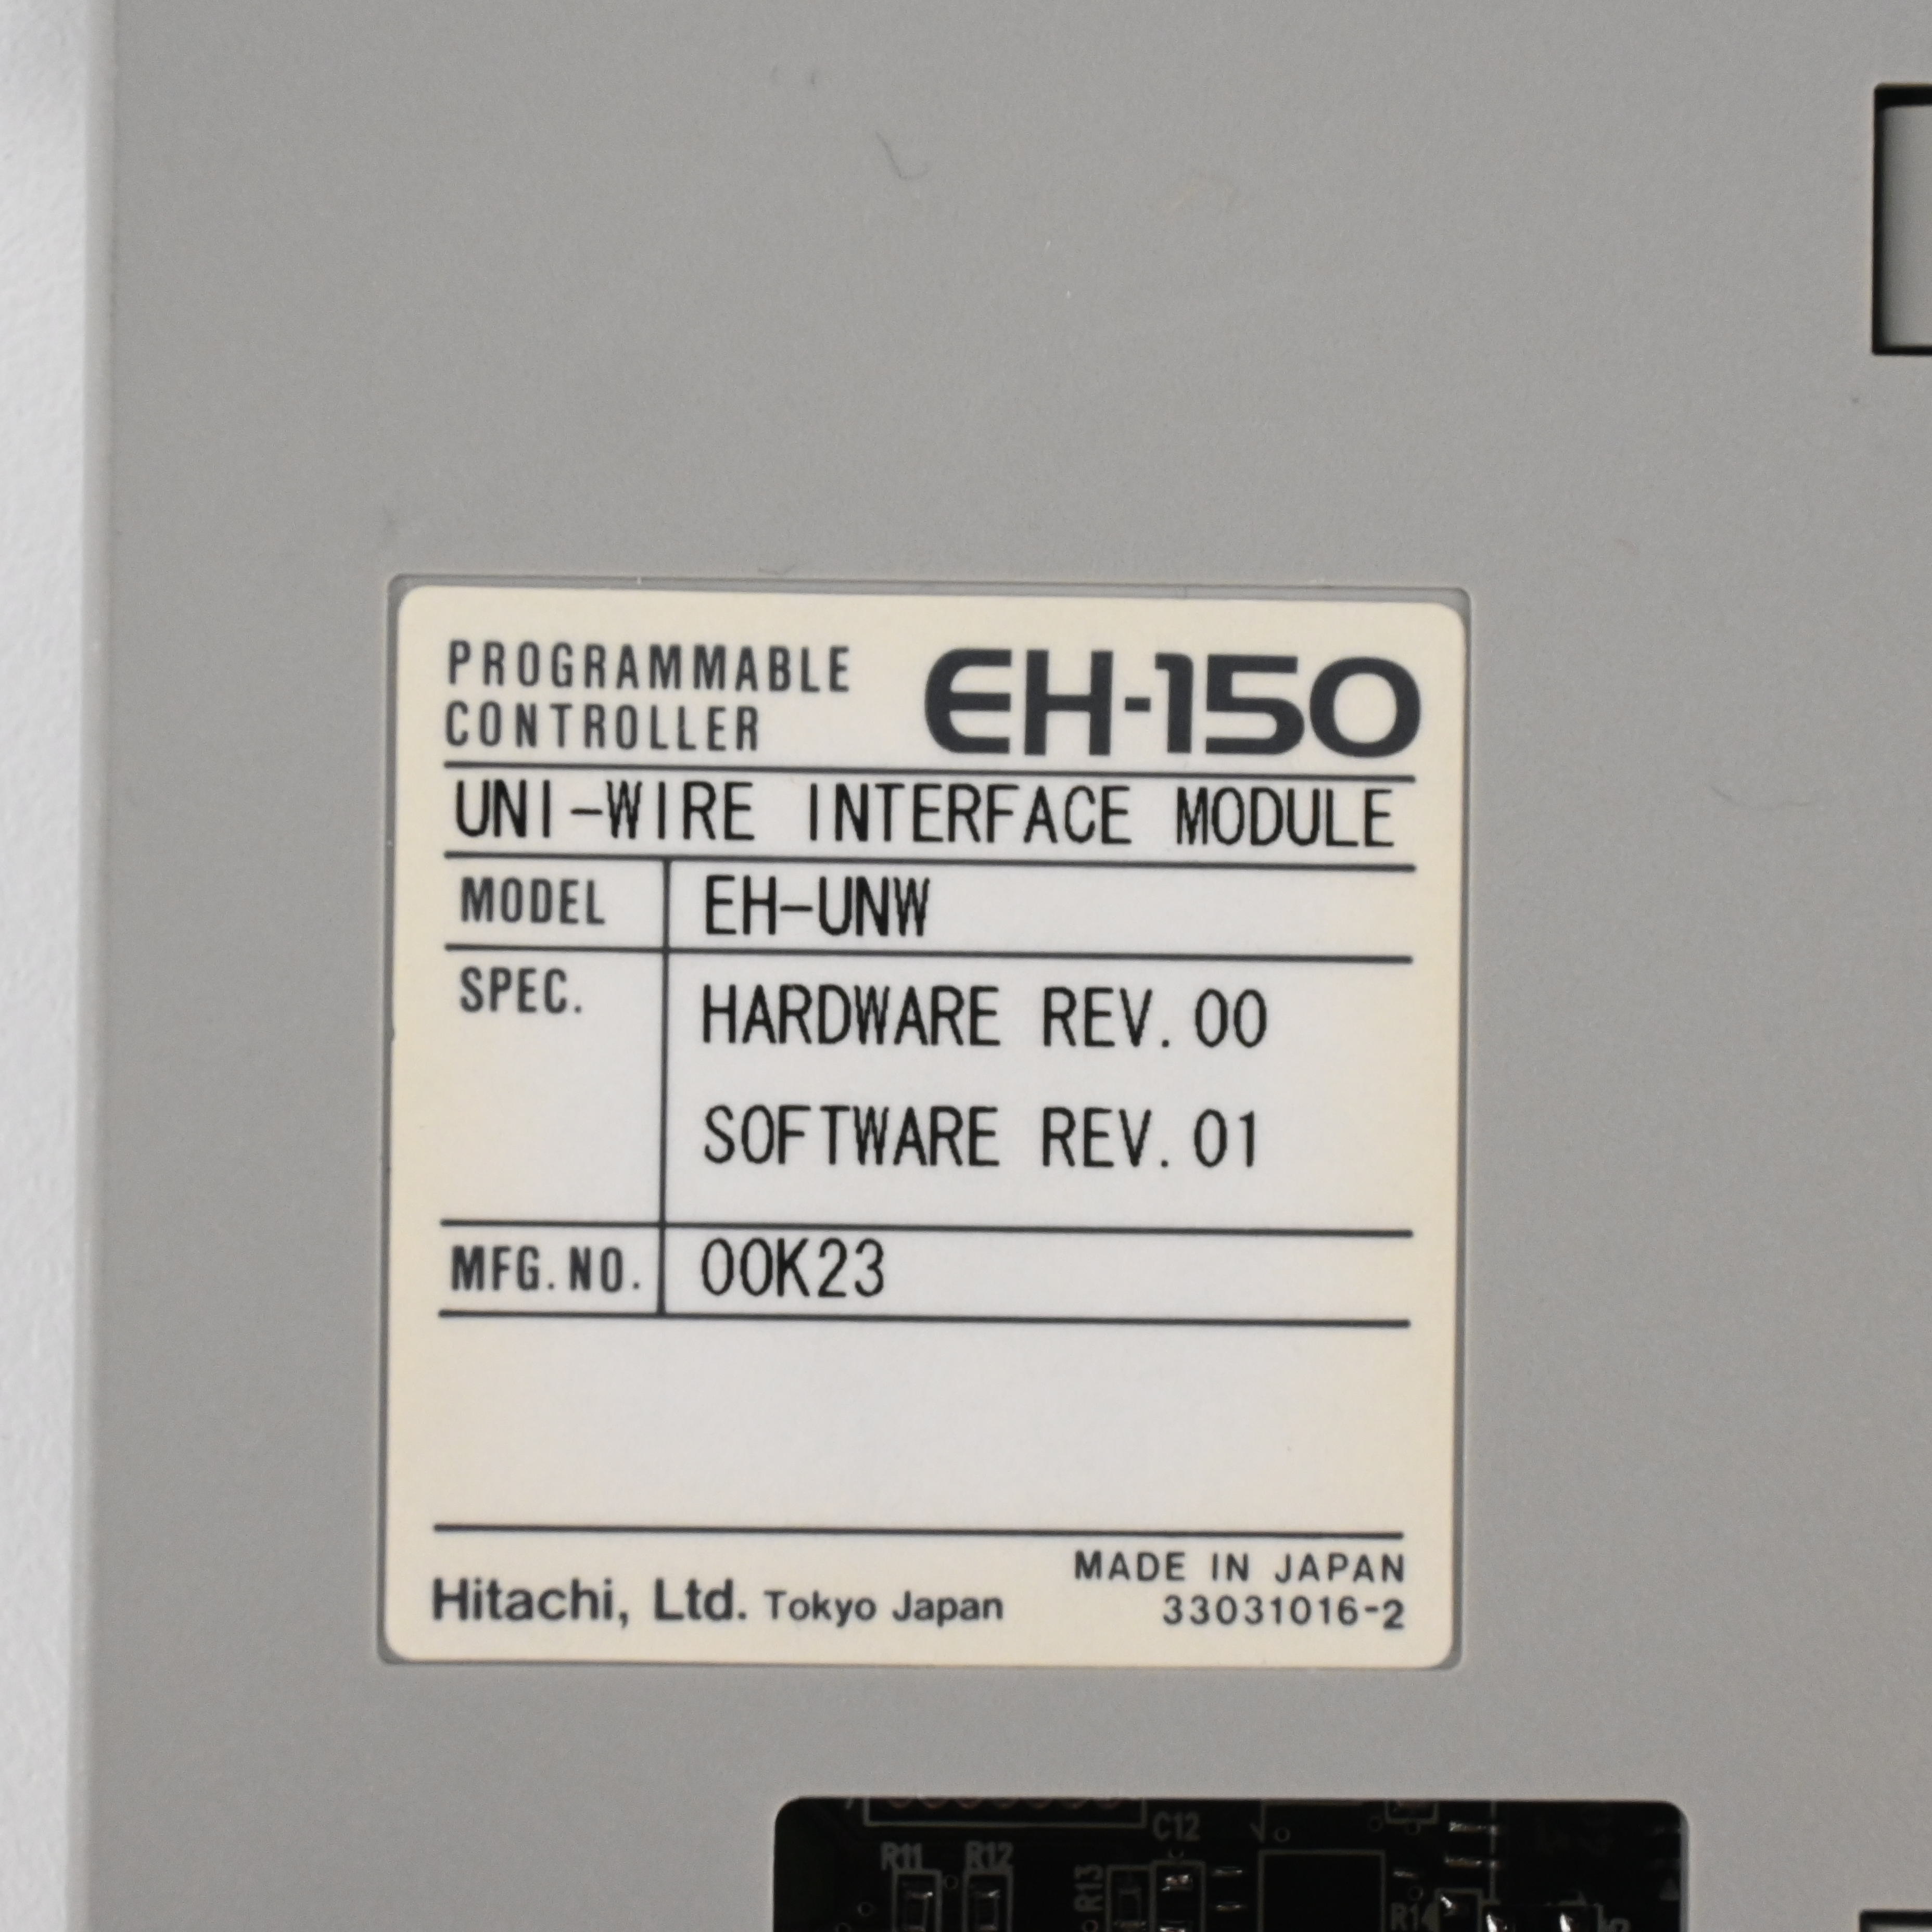 PROGRAMMABLE
CONTROLLER
EH-150
UNI-WIRE INTERFACE MODULE
MODEL EH-UNW
SPEC. HARDWARE REV. 00
SOFTWARE REV. 01
MFG. NO. 00K23
Hitachi, Ltd. Tokyo Japan
MADE IN JAPAN
33031016-2
C12
R11 R12
R13
R14